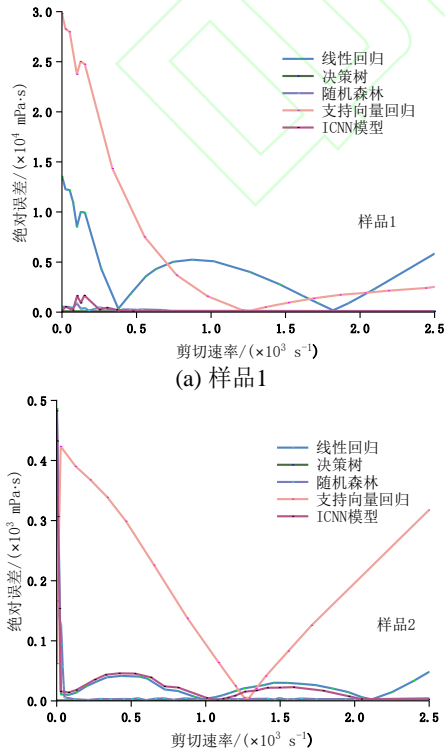 3.0
2.5
2.0
1.5
1.0
0.5
0.0
绝对误差/(×10⁴ mPa·s)
线性回归
决策树
随机森林
支持向量回归
ICNN模型
样品1
0.0 0.5 1.0 1.5 2.0 2.5
剪切速率/(×10³ s⁻¹)
(a) 样品1
0.5
0.4
0.3
0.2
0.1
0.0
绝对误差/(×10³ mPa·s)
线性回归
决策树
随机森林
支持向量回归
ICNN模型
样品2
0.0 0.5 1.0 1.5 2.0 2.5
剪切速率/(×10³ s⁻¹)